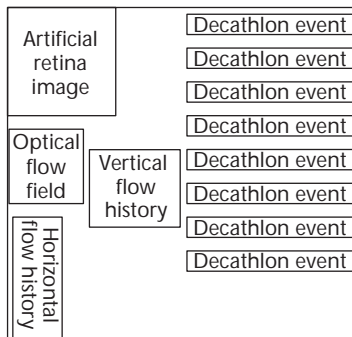 Artificial
retina
image
Optical
flow
field
Vertical
flow
history
Horizontal
flow history
Decathlon event
Decathlon event
Decathlon event
Decathlon event
Decathlon event
Decathlon event
Decathlon event
Decathlon event